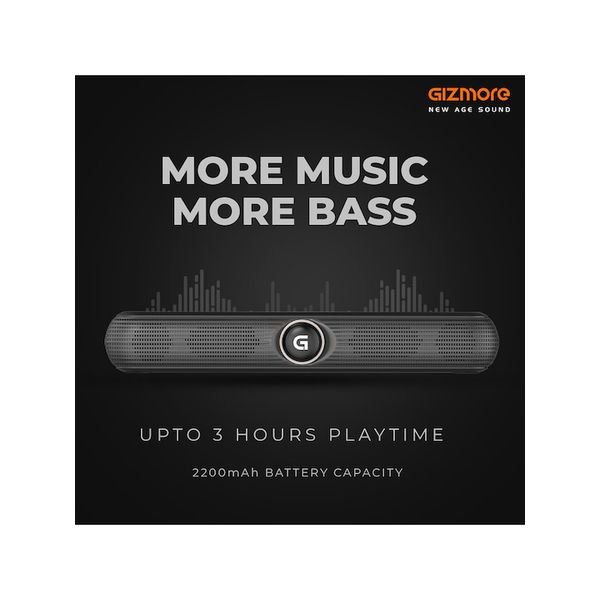 GIZMORE
NEW AGE SOUND
MORE MUSIC
MORE BASS
G
UPTO 3 HOURS PLAYTIME
2200mAh BATTERY CAPACITY